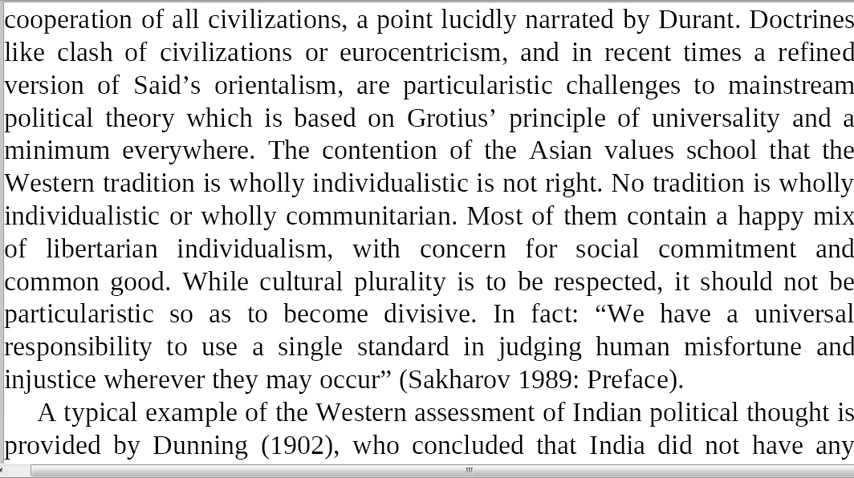 cooperation of all civilizations, a point lucidly narrated by Durant. Doctrines
like clash of civilizations or eurocentricism, and in recent times a refined
version of Said’s orientalism, are particularistic challenges to mainstream
political theory which is based on Grotius’ principle of universality and a
minimum everywhere. The contention of the Asian values school that the
Western tradition is wholly individualistic is not right. No tradition is wholly
individualistic or wholly communitarian. Most of them contain a happy mix
of libertarian individualism, with concern for social commitment and
common good. While cultural plurality is to be respected, it should not be
particularistic so as to become divisive. In fact: “We have a universal
responsibility to use a single standard in judging human misfortune and
injustice wherever they may occur” (Sakharov 1989: Preface).
A typical example of the Western assessment of Indian political thought is
provided by Dunning (1902), who concluded that India did not have any